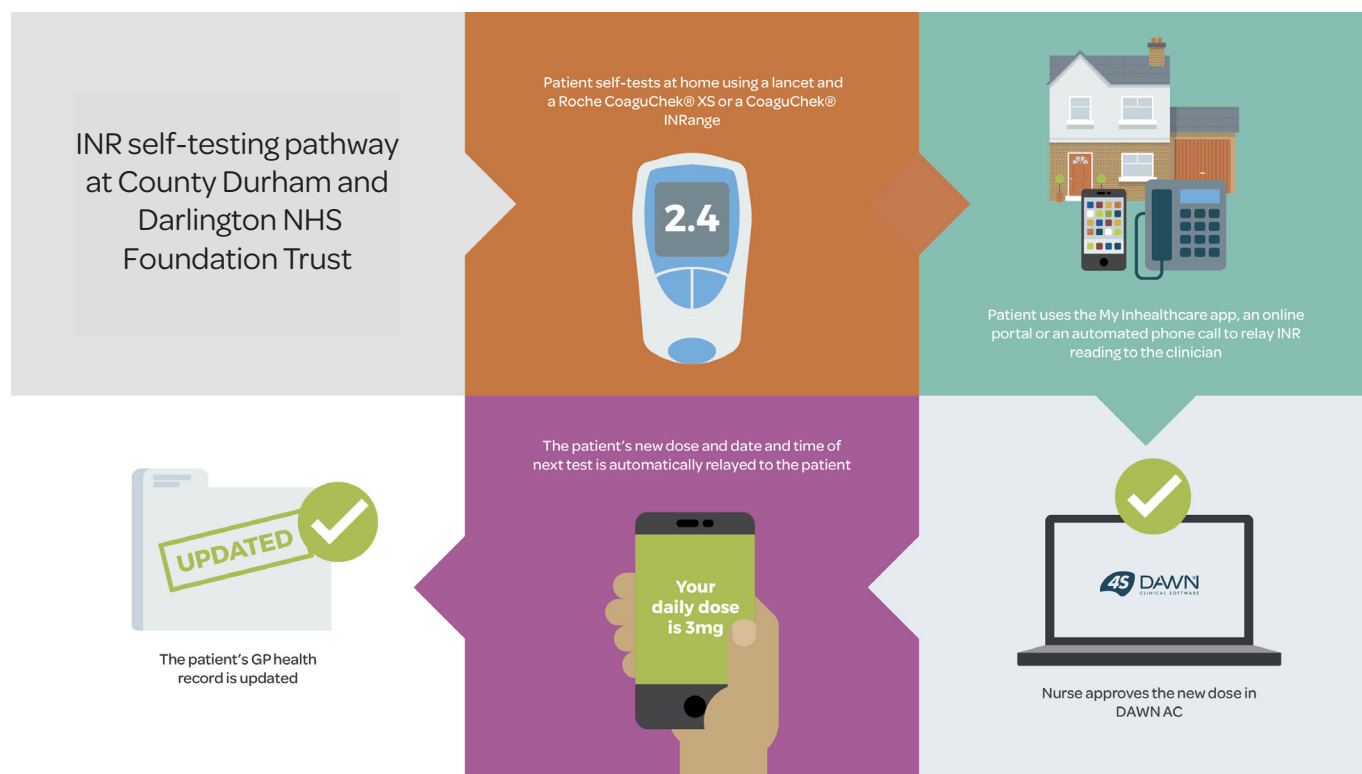 INR self-testing pathway
at County Durham and
Darlington NHS
Foundation Trust
Patient self-tests at home using a lancet and
a Roche CoaguChek® XS or a CoaguChek®
INRange
2.4
Patient uses the My Inhealthcare app, an online
portal or an automated phone call to relay INR
reading to the clinician
4S DAWN
CLINICAL SOFTWARE
Nurse approves the new dose in
DAWN AC
The patient's new dose and date and time of
next test is automatically relayed to the patient
Your
daily dose
is 3mg
UPDATED
The patient's GP health
record is updated